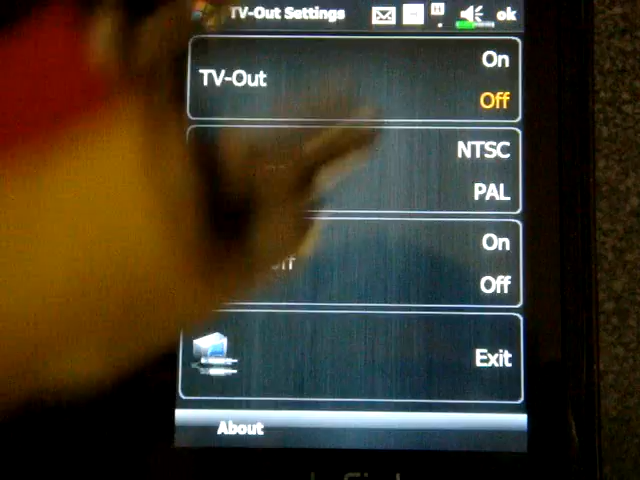 TV-Out Settings ok
TV-Out
On
Off
NTSC
PAL
On
Off
Exit
About